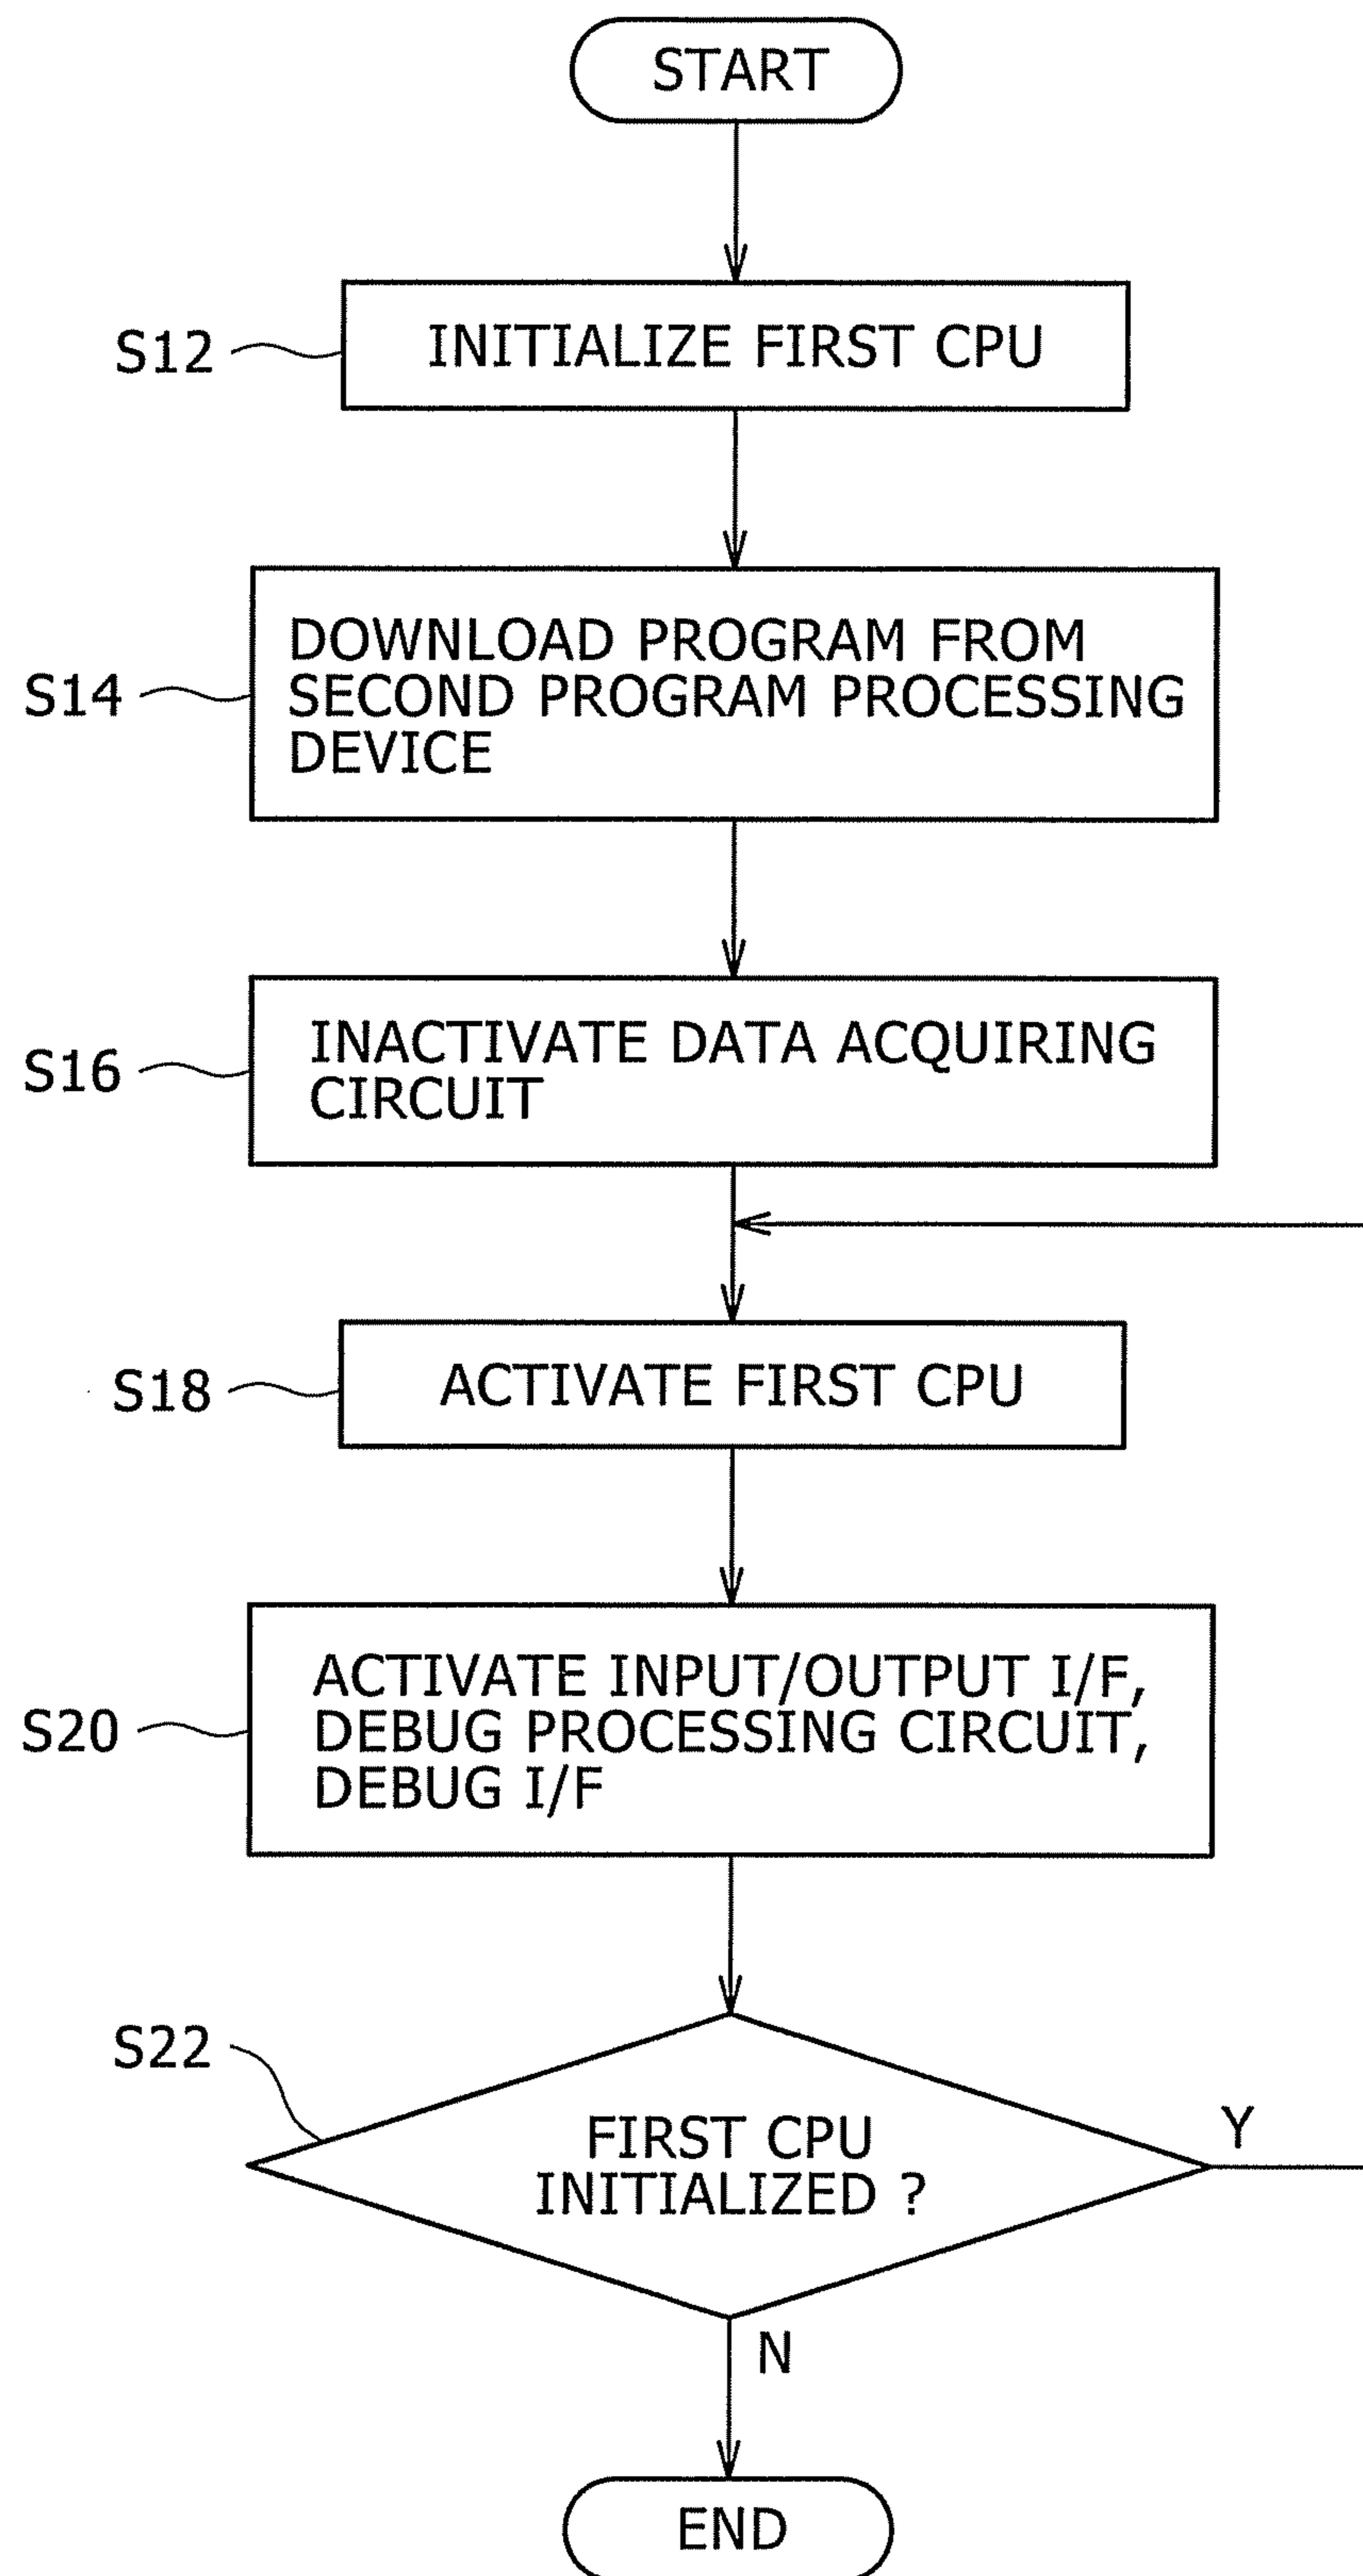 START
S12
INITIALIZE FIRST CPU
S14
DOWNLOAD PROGRAM FROM
SECOND PROGRAM PROCESSING
DEVICE
S16
INACTIVATE DATA ACQUIRING
CIRCUIT
S18
ACTIVATE FIRST CPU
S20
ACTIVATE INPUT/OUTPUT I/F,
DEBUG PROCESSING CIRCUIT,
DEBUG I/F
S22
FIRST CPU
INITIALIZED ?
Y
N
END